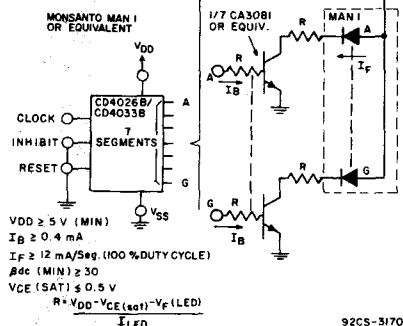 MONSANTO MAN 1
OR EQUIVALENT
1/7 CA3081
OR EQUIV.
MAN 1
VDD
CD4026B/
CD4033B
7
SEGMENTS
CLOCK
INHIBIT
RESET
A
G
VSS
R
A
R
IB
A
IF
R
G
G
R
IB
VDD ≥ 5 V (MIN)
IB ≥ 0.4 mA
IF ≥ 12 mA/Seg. (100 % DUTY CYCLE)
βdc (MIN) ≥ 30
VCE (SAT) ≤ 0.5 V
R = VDD - VCE(sat) - VF (LED)
ILED
92CS-3170